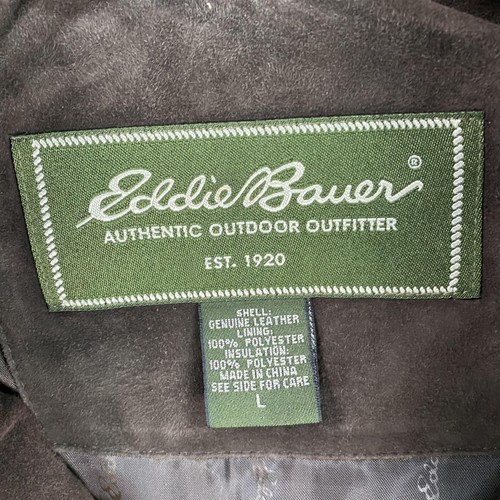 Eddie Bauer®
AUTHENTIC OUTDOOR OUTFITTER
EST. 1920
SHELL:
GENUINE LEATHER
LINING:
100% POLYESTER
INSULATION:
100% POLYESTER
MADE IN CHINA
SEE SIDE FOR CARE
L